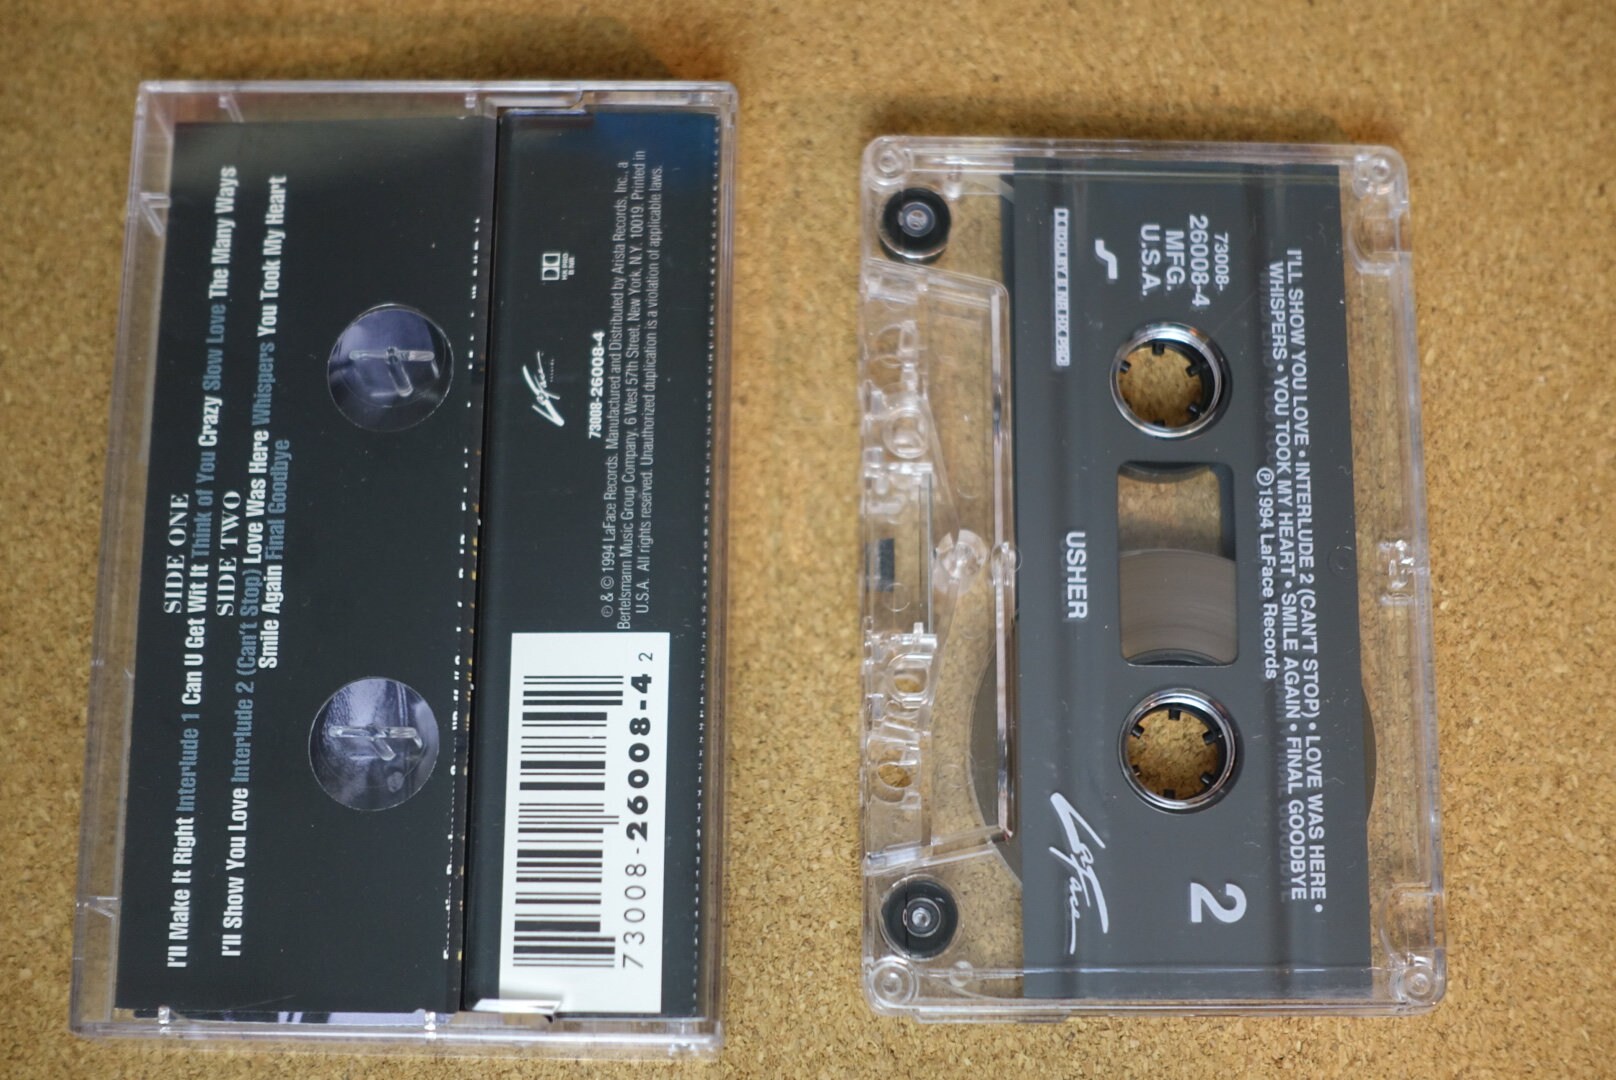 SIDE ONE
I'll Make It Right Interlude 1 Can U Get Wit It Think of You Crazy Slow Love The Many Ways
SIDE TWO
I'll Show You Love Interlude 2 (Can't Stop) Love Was Here Whispers You Took My Heart
Smile Again Final Goodbye
LaFace
73008-26008-4
℗ & © 1994 LaFace Records. Manufactured and Distributed by Arista Records, Inc., a
Bertelsmann Music Group Company. 6 West 57th Street, New York, N.Y. 10019. Printed in
U.S.A. All rights reserved. Unauthorized duplication is a violation of applicable laws.
73008-26008-4 2
I'LL SHOW YOU LOVE • INTERLUDE 2 (CAN'T STOP) • LOVE WAS HERE •
WHISPERS • YOU TOOK MY HEART • SMILE AGAIN • FINAL GOODBYE
℗1994 LaFace Records
73008-
26008-4
MFG.
U.S.A.
2
USHER
LaFace